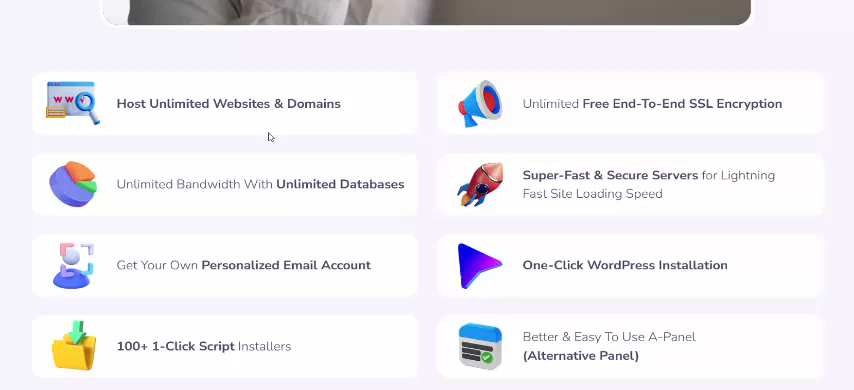 Host Unlimited Websites & Domains
Unlimited Free End-To-End SSL Encryption
Unlimited Bandwidth With Unlimited Databases
Super-Fast & Secure Servers for Lightning
Fast Site Loading Speed
Get Your Own Personalized Email Account
One-Click WordPress Installation
100+ 1-Click Script Installers
Better & Easy To Use A-Panel
(Alternative Panel)